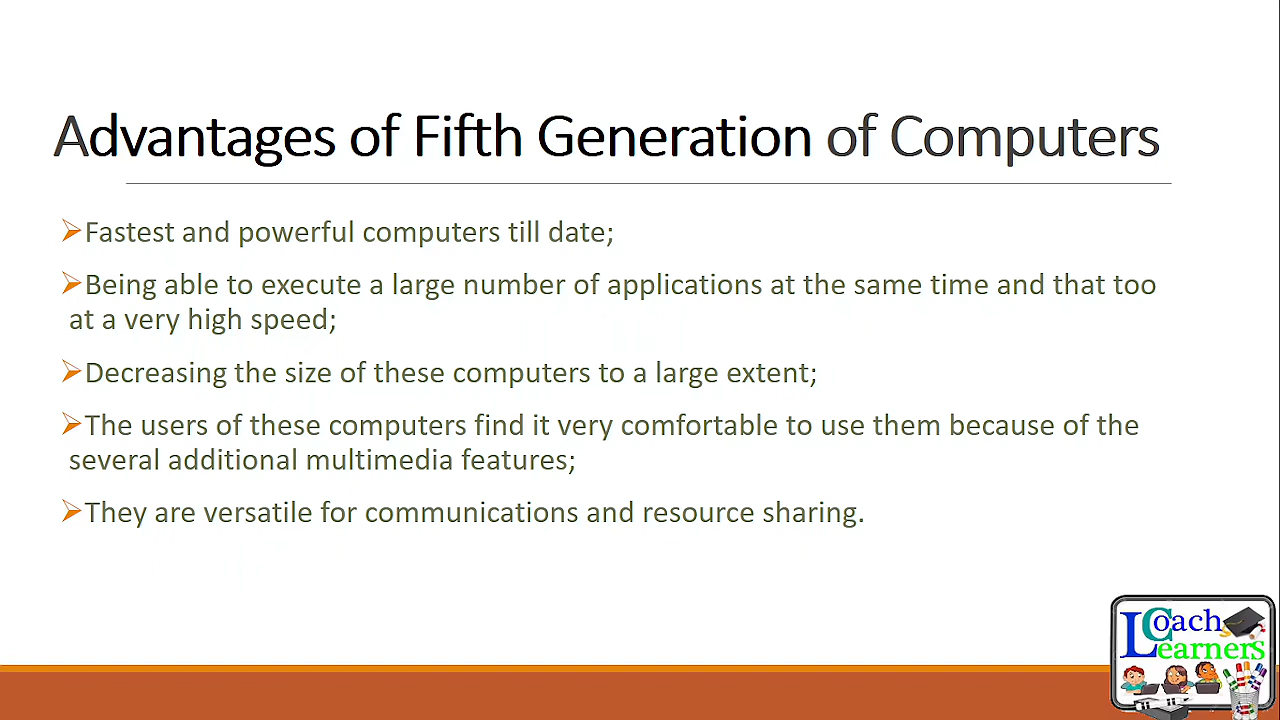 Advantages of Fifth Generation of Computers
Fastest and powerful computers till date;
Being able to execute a large number of applications at the same time and that too
at a very high speed;
Decreasing the size of these computers to a large extent;
The users of these computers find it very comfortable to use them because of the
several additional multimedia features;
They are versatile for communications and resource sharing.
Coach
Learners